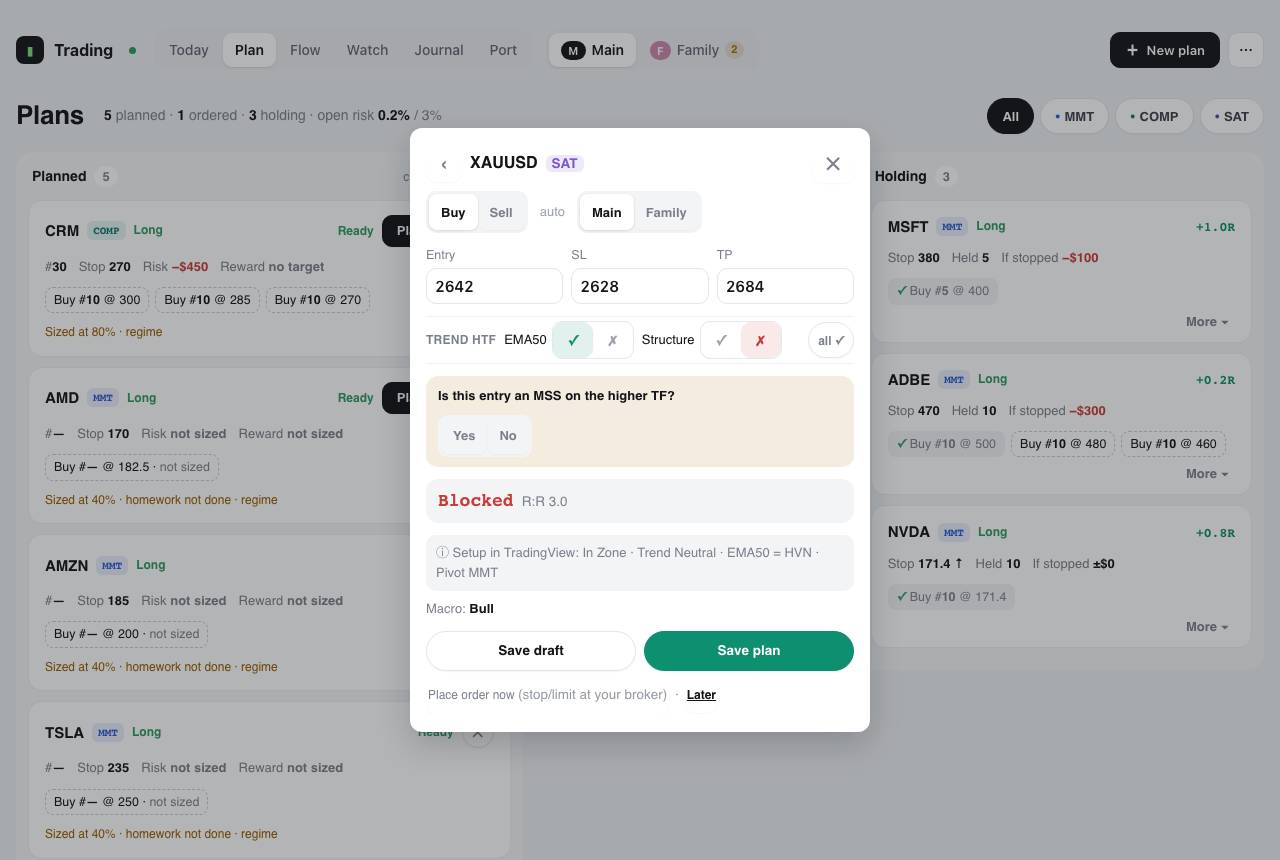 Trading Today Plan Flow Watch Journal Port M Main F Family 2 + New plan ···
Plans 5 planned · 1 ordered · 3 holding · open risk 0.2% / 3% All • MMT • COMP • SAT
Planned 5
CRM COMP Long Ready
#30 Stop 270 Risk –$450 Reward no target
Buy #10 @ 300 Buy #10 @ 285 Buy #10 @ 270
Sized at 80% · regime
AMD MMT Long Ready
#— Stop 170 Risk not sized Reward not sized
Buy #— @ 182.5 · not sized
Sized at 40% · homework not done · regime
AMZN MMT Long
#— Stop 185 Risk not sized Reward not sized
Buy #— @ 200 · not sized
Sized at 40% · homework not done · regime
TSLA MMT Long Ready
#— Stop 235 Risk not sized Reward not sized
Buy #— @ 250 · not sized
Sized at 40% · homework not done · regime
‹ XAUUSD SAT ✕
Buy Sell auto Main Family
Entry SL TP
2642 2628 2684
TREND HTF EMA50 ✓ ✗ Structure ✓ ✗ all ✓
Is this entry an MSS on the higher TF?
Yes No
Blocked R:R 3.0
ⓘ Setup in TradingView: In Zone · Trend Neutral · EMA50 = HVN ·
Pivot MMT
Macro: Bull
Save draft Save plan
Place order now (stop/limit at your broker) · Later
Holding 3
MSFT MMT Long +1.0R
Stop 380 Held 5 If stopped –$100
✓Buy #5 @ 400
More
ADBE MMT Long +0.2R
Stop 470 Held 10 If stopped –$300
✓Buy #10 @ 500 Buy #10 @ 480 Buy #10 @ 460
More
NVDA MMT Long +0.8R
Stop 171.4 ↑ Held 10 If stopped ±$0
✓Buy #10 @ 171.4
More